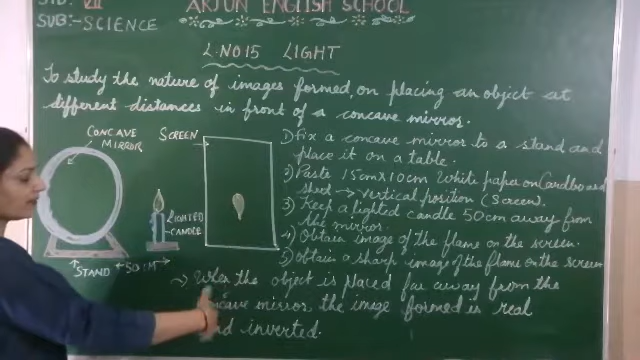 STD:- VII
ARJUN ENGLISH SCHOOL
SUB:- SCIENCE
L.NO 15 LIGHT
To study the nature of images formed, on placing an object at
different distances in front of a concave mirror.
CONCAVE
MIRROR
SCREEN
LIGHTED
CANDLE
STAND
1) Fix a concave mirror to a stand and
place it on a table.
2) Paste 15cm x 10cm White paper on Cardboard
sheet → vertical position (Screen).
3) Keep a lighted candle 50cm away from
the mirror.
4) Obtain image of the flame on the screen.
5) Obtain a sharp image of the flame on the screen
→ When the object is placed far away from the
concave mirror, the image formed is real
and inverted.